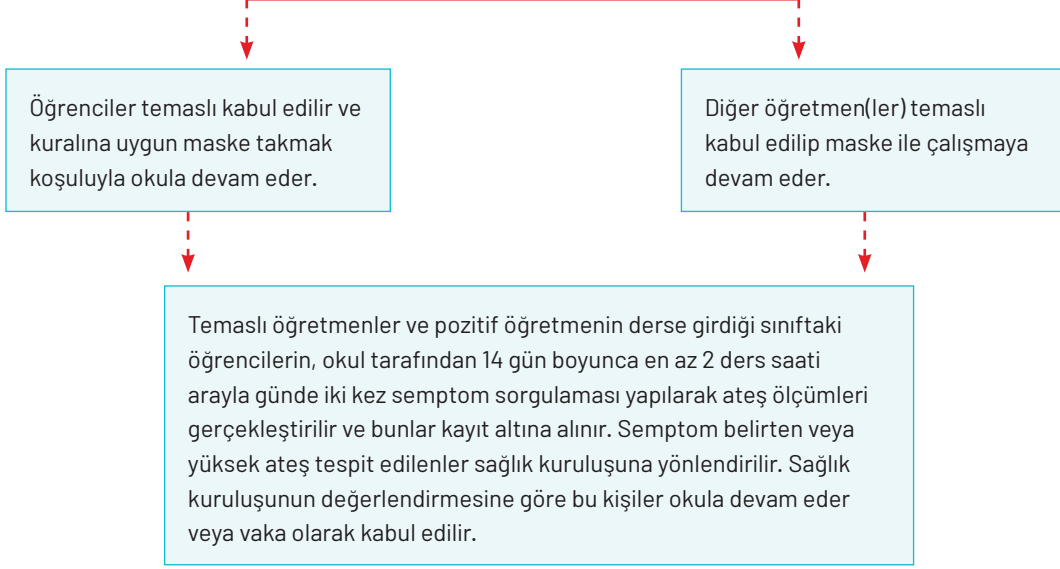 Öğrenciler temaslı kabul edilir ve
kuralına uygun maske takmak
koşuluyla okula devam eder.
Diğer öğretmen(ler) temaslı
kabul edilip maske ile çalışmaya
devam eder.
Temaslı öğretmenler ve pozitif öğretmenin derse girdiği sınıftaki
öğrencilerin, okul tarafından 14 gün boyunca en az 2 ders saati
arayla günde iki kez semptom sorgulaması yapılarak ateş ölçümleri
gerçekleştirilir ve bunlar kayıt altına alınır. Semptom belirten veya
yüksek ateş tespit edilenler sağlık kuruluşuna yönlendirilir. Sağlık
kuruluşunun değerlendirmesine göre bu kişiler okula devam eder
veya vaka olarak kabul edilir.